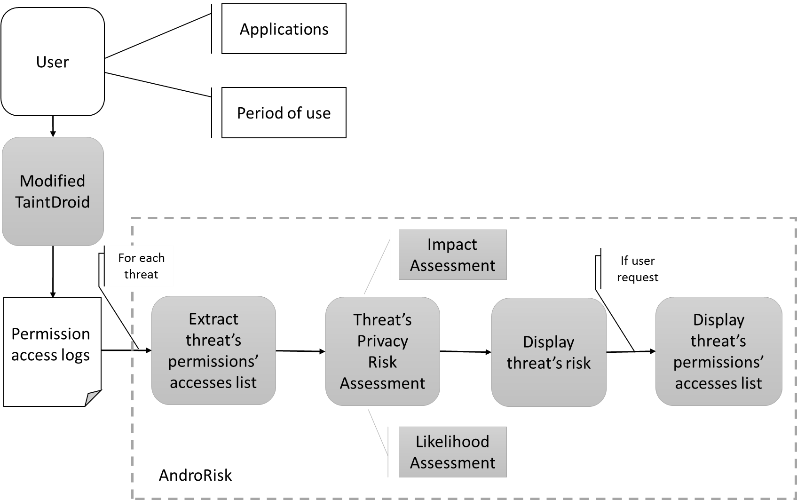 User
Applications
Period of use
Modified
TaintDroid
For each
threat
Impact
Assessment
If user
request
Permission
access logs
Extract
threat's
permissions'
accesses list
Threat's
Privacy
Risk
Assessment
Display
threat's risk
Display
threat's
permissions'
accesses list
Likelihood
Assessment
AndroRisk